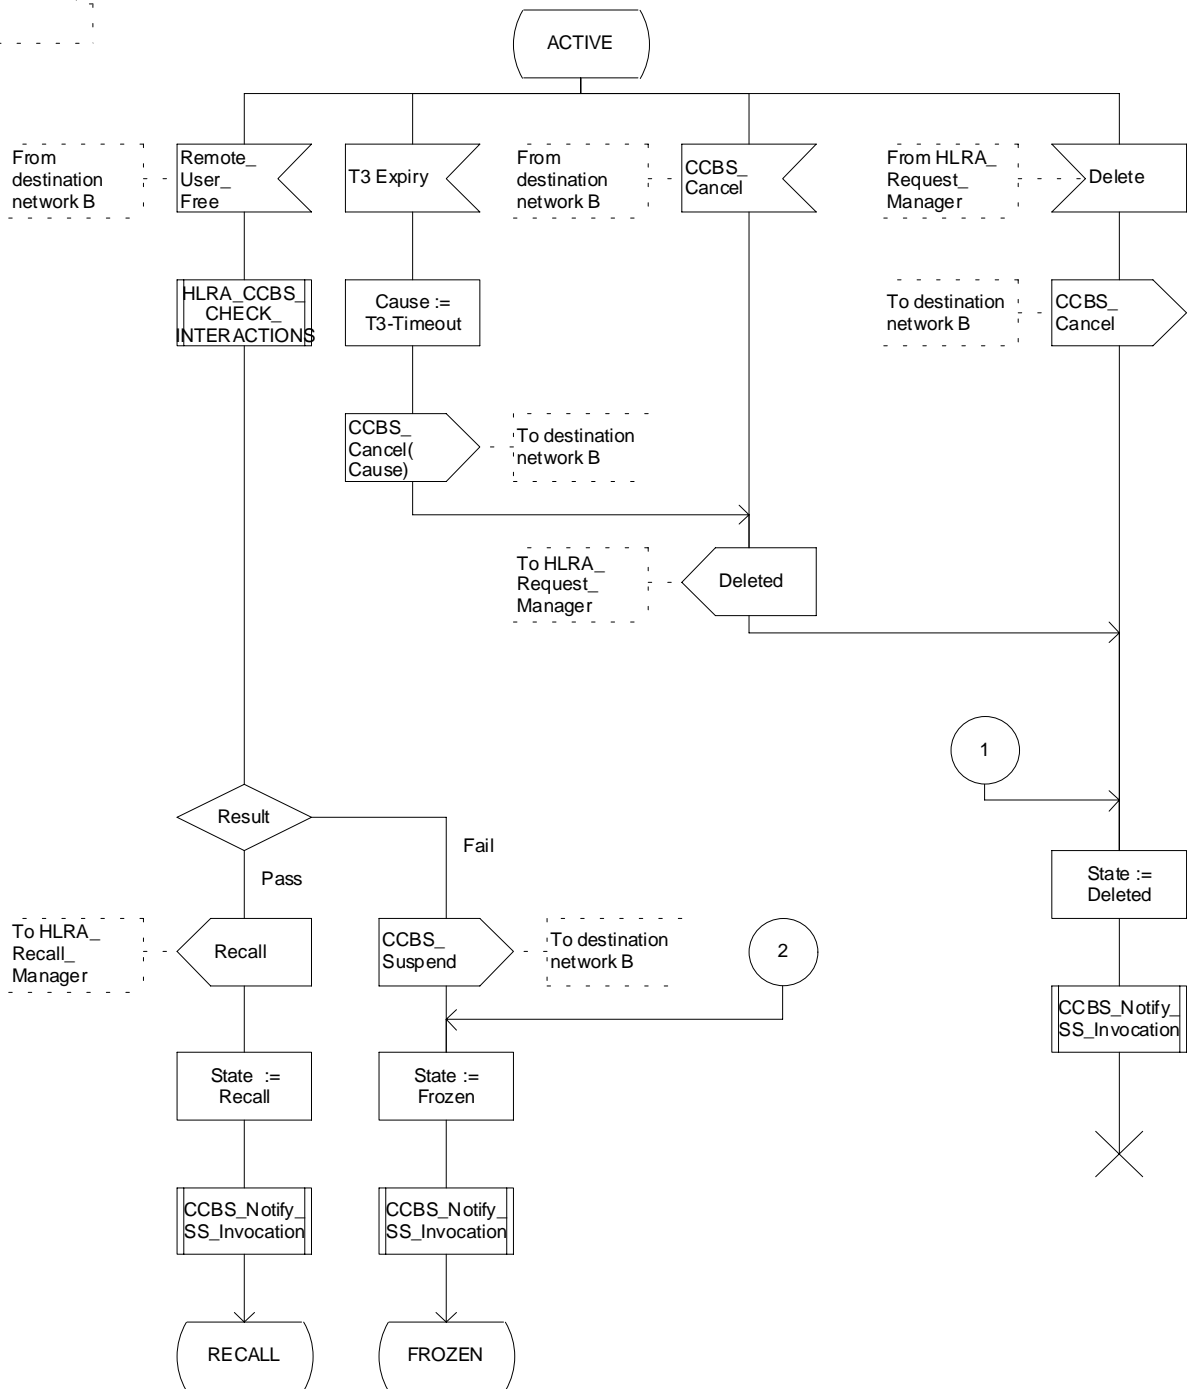 ACTIVE
From
destination
network B
Remote_
User_
Free
T3 Expiry
From
destination
network B
CCBS_
Cancel
From HLRA_
Request_
Manager
Delete
HLRA_CCBS_
CHECK_
INTERACTIONS
Cause :=
T3-Timeout
To destination
network B
CCBS_
Cancel
CCBS_
Cancel(
Cause)
To destination
network B
To HLRA_
Request_
Manager
Deleted
1
Result
Fail
Pass
State :=
Deleted
To HLRA_
Recall_
Manager
Recall
CCBS_
Suspend
To destination
network B
2
CCBS_Notify_
SS_Invocation
State :=
Recall
State :=
Frozen
CCBS_Notify_
SS_Invocation
CCBS_Notify_
SS_Invocation
RECALL
FROZEN